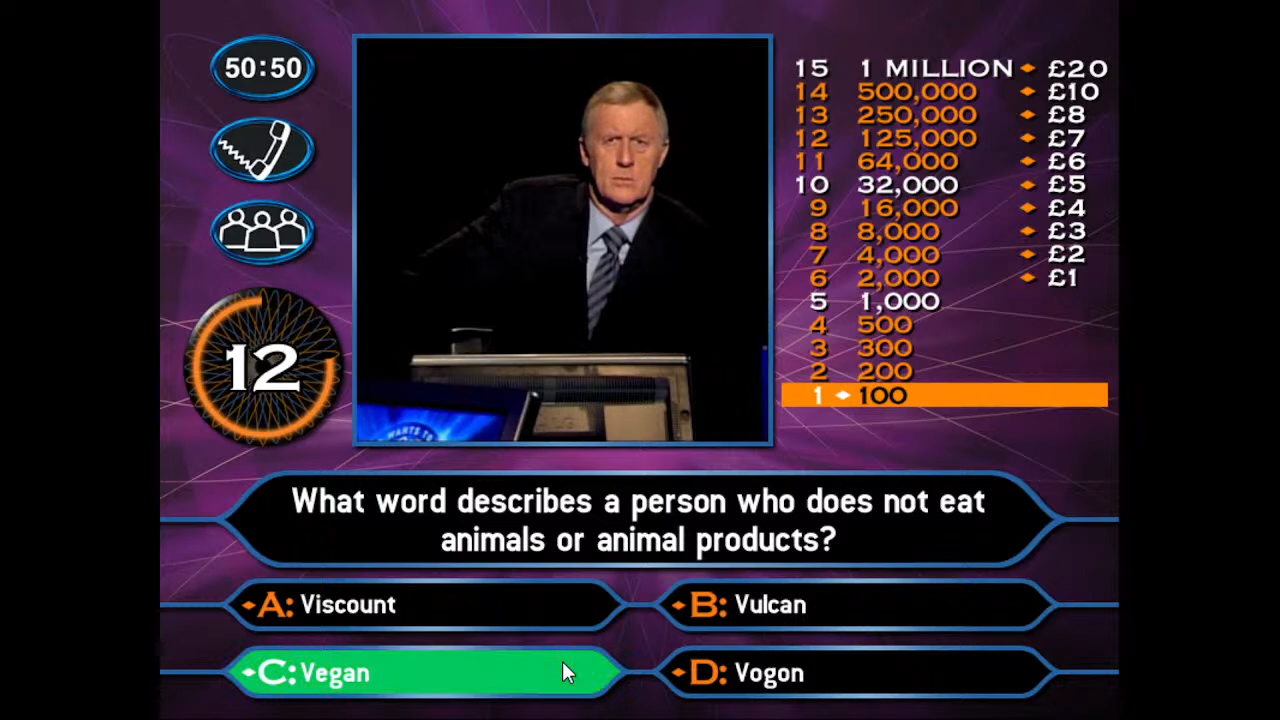 50:50
12
15 1 MILLION £20
14 500,000 £10
13 250,000 £8
12 125,000 £7
11 64,000 £6
10 32,000 £5
9 16,000 £4
8 8,000 £3
7 4,000 £2
6 2,000 £1
5 1,000
4 500
3 300
2 200
1 100
WANTS TO
What word describes a person who does not eat
animals or animal products?
A: Viscount
B: Vulcan
C: Vegan
D: Vogon